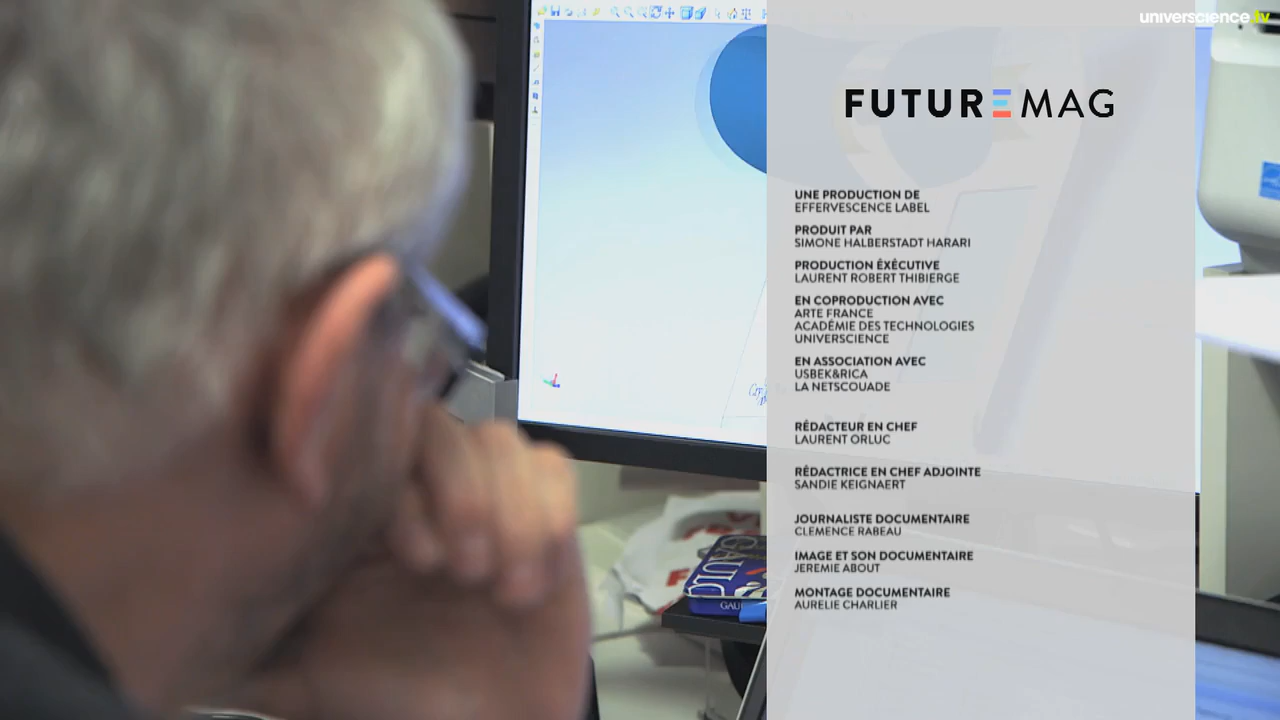 universcience.tv
FUTUREMAG
UNE PRODUCTION DE
EFFERVESCENCE LABEL
PRODUIT PAR
SIMONE HALBERSTADT HARARI
PRODUCTION ÉXÉCUTIVE
LAURENT ROBERT THIBIERGE
EN COPRODUCTION AVEC
ARTE FRANCE
ACADÉMIE DES TECHNOLOGIES
UNIVERSCIENCE
EN ASSOCIATION AVEC
USBEK&RICA
LA NETSCOUADE
RÉDACTEUR EN CHEF
LAURENT ORLUC
RÉDACTRICE EN CHEF ADJOINTE
SANDIE KEIGNAERT
JOURNALISTE DOCUMENTAIRE
CLEMENCE RABEAU
IMAGE ET SON DOCUMENTAIRE
JEREMIE ABOUT
MONTAGE DOCUMENTAIRE
AURELIE CHARLIER